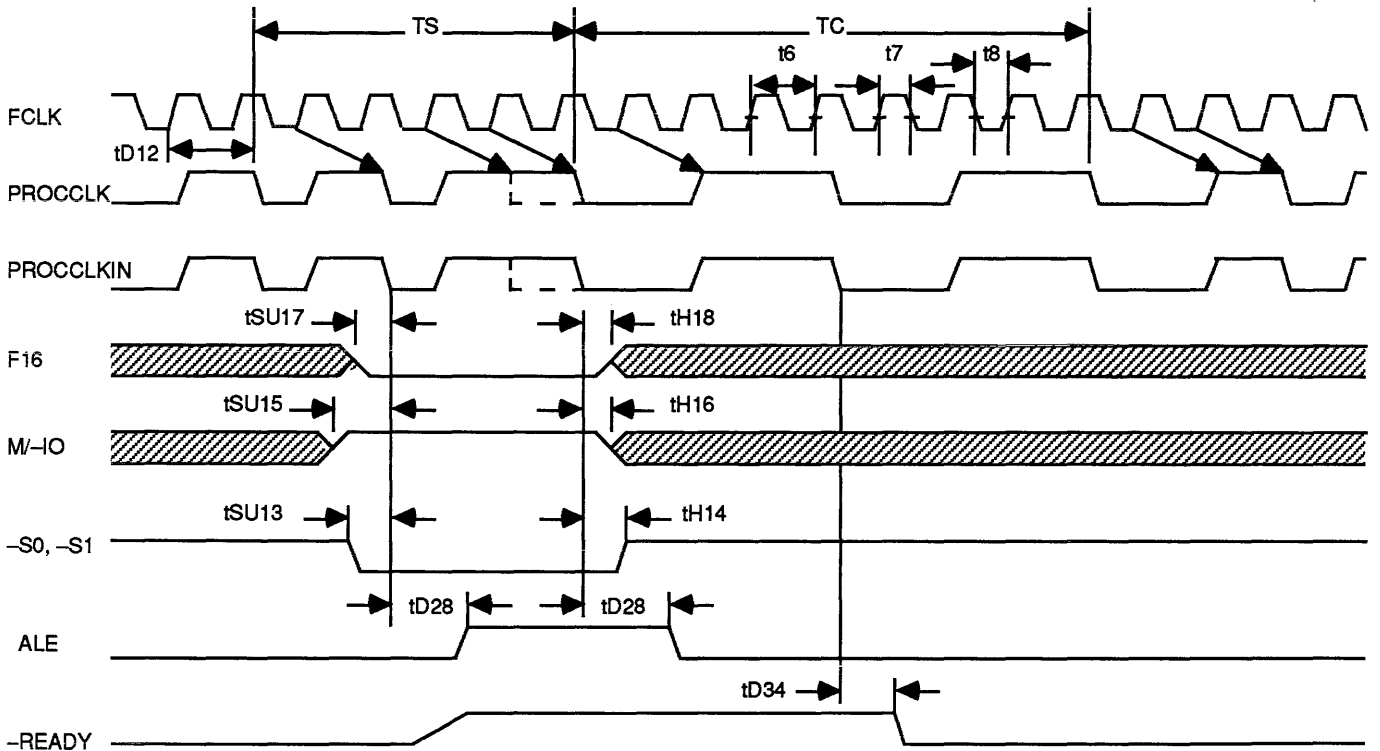 TS
TC
t6
t7
t8
FCLK
tD12
PROCCLK
PROCCLKIN
tSU17
tH18
F16
tSU15
tH16
M/–IO
tSU13
tH14
–S0, –S1
tD28
tD28
ALE
tD34
–READY